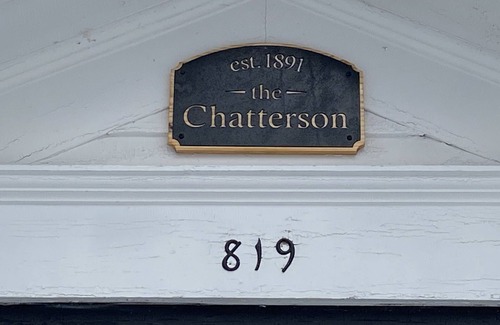 est. 1891
– the –
Chatterson
819